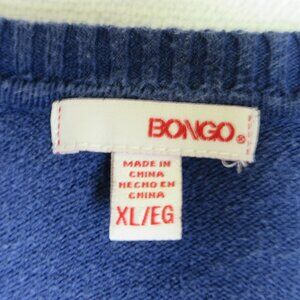 BONGO®
MADE IN
CHINA
HECHO EN
CHINA
XL/EG